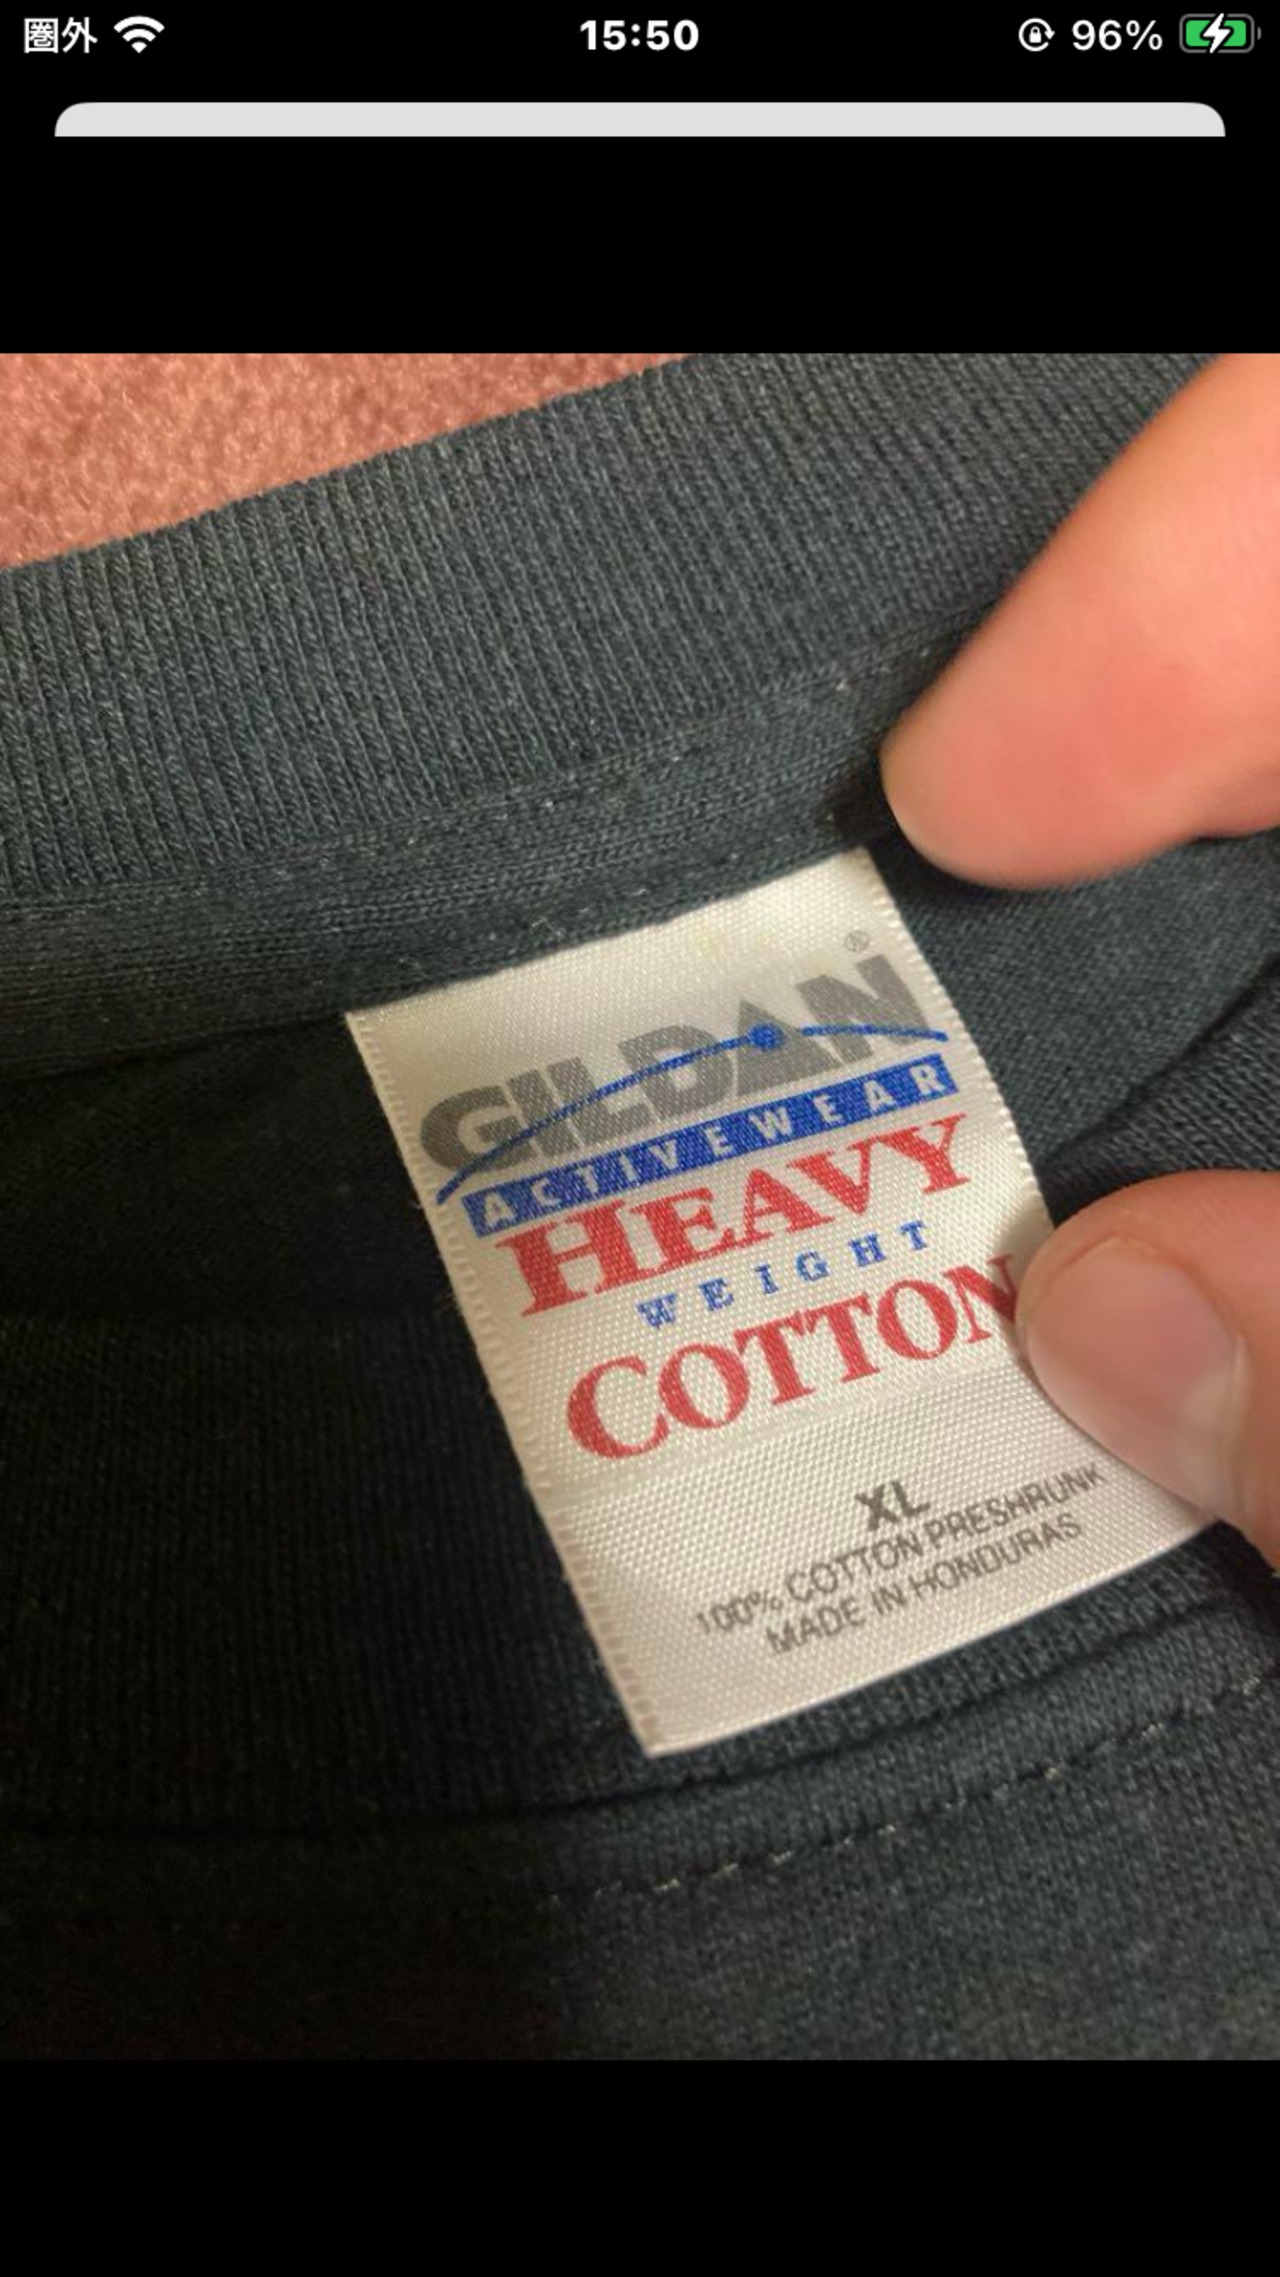 圏外 15:50 96%
GILDAN®
ACTIVEWEAR
HEAVY
WEIGHT
COTTON
XL
100% COTTON PRESHRUNK
MADE IN HONDURAS